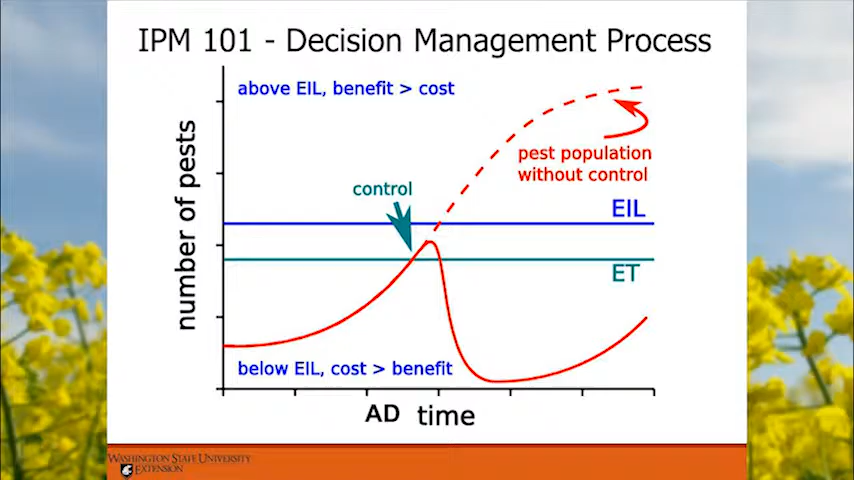 IPM 101 - Decision Management Process
above EIL, benefit > cost
number of pests
pest population
without control
control
EIL
ET
below EIL, cost > benefit
AD time
WASHINGTON STATE UNIVERSITY
EXTENSION